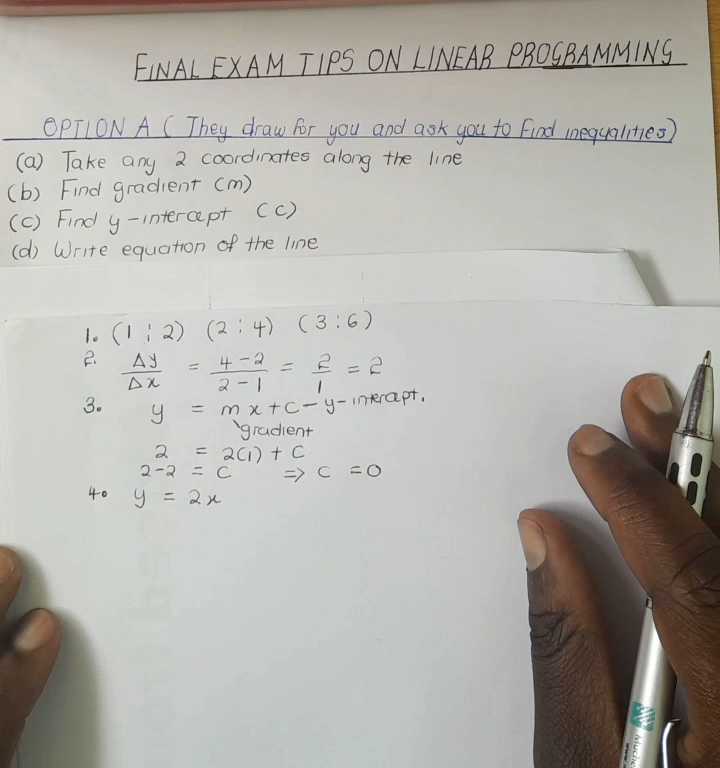 FINAL EXAM TIPS ON LINEAR PROGRAMMING
OPTION A ( They draw for you and ask you to find inequalities)
(a) Take any 2 coordinates along the line
(b) Find gradient (m)
(c) Find y-intercept (c)
(d) Write equation of the line
1. (1 ; 2) (2 ; 4) (3 ; 6)
2. Δy/Δx = 4-2/2-1 = 2/1 = 2
3. y = mx+c - y-intercept.
gradient
2 = 2(1) + c
2-2 = c => c = 0
4. y = 2x